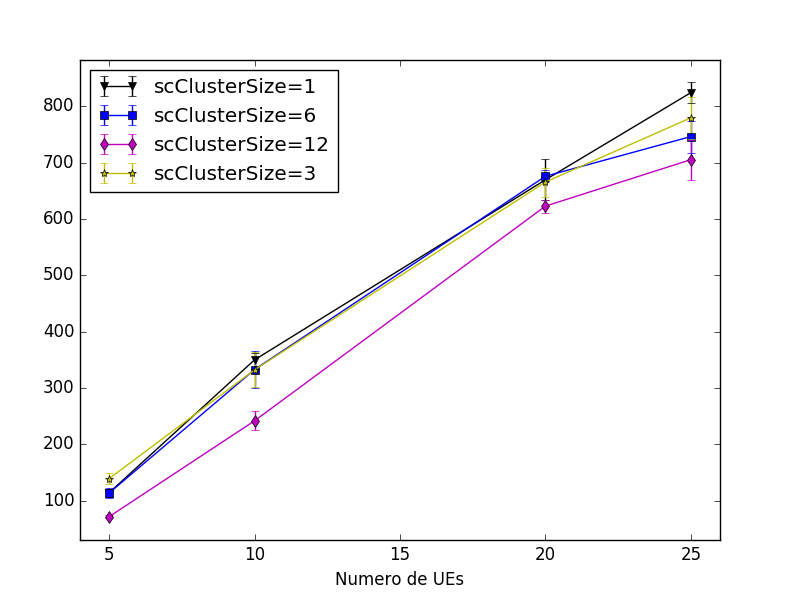 scClusterSize=1
scClusterSize=6
scClusterSize=12
scClusterSize=3
800
700
600
500
400
300
200
100
5 10 15 20 25
Numero de UEs